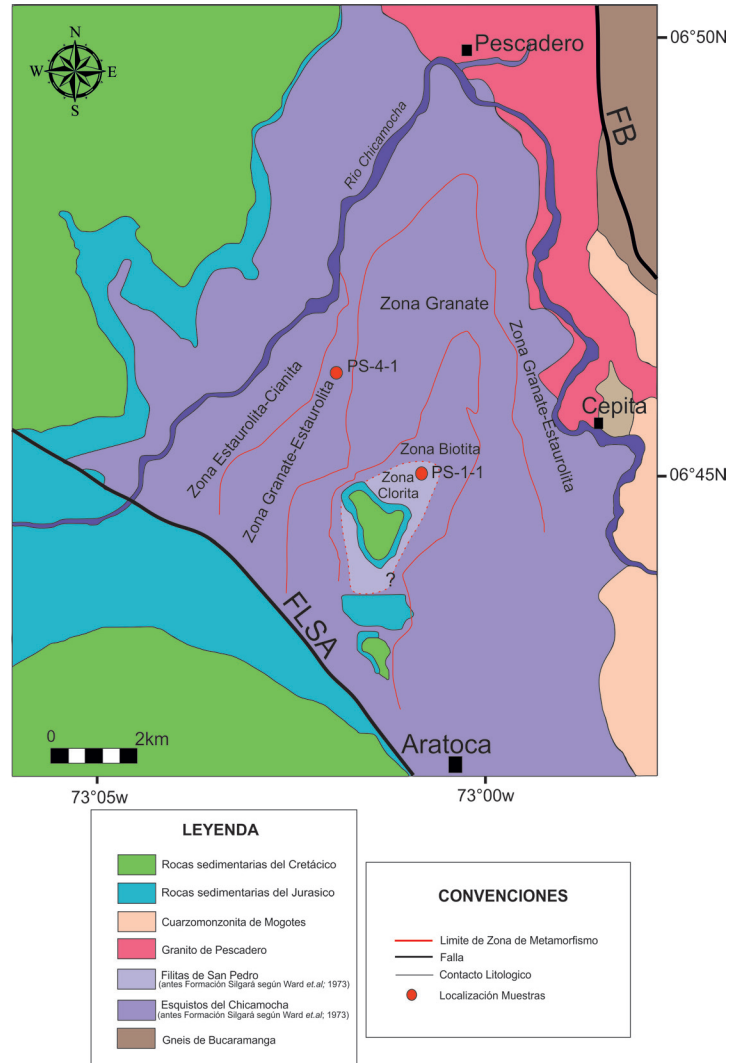 N
W E
S
Pescadero
06°50N
FB
Rio Chicamocha
Zona Granate
Zona Granate-Estaurolita
PS-4-1
Zona Estaurolita-Cianita
Zona Granate-Estaurolita
Cepita
Zona Biotita
PS-1-1
Zona
Clorita
06°45N
?
FLSA
0 2km
Aratoca
73°05w 73°00w
LEYENDA
Rocas sedimentarias del Cretácico
Rocas sedimentarias del Jurasico
Cuarzomonzonita de Mogotes
Granito de Pescadero
Filitas de San Pedro
(antes Formación Silgará según Ward et.al; 1973)
Esquistos del Chicamocha
(antes Formación Silgará según Ward et.al; 1973)
Gneis de Bucaramanga
CONVENCIONES
Limite de Zona de Metamorfismo
Falla
Contacto Litologico
Localización Muestras